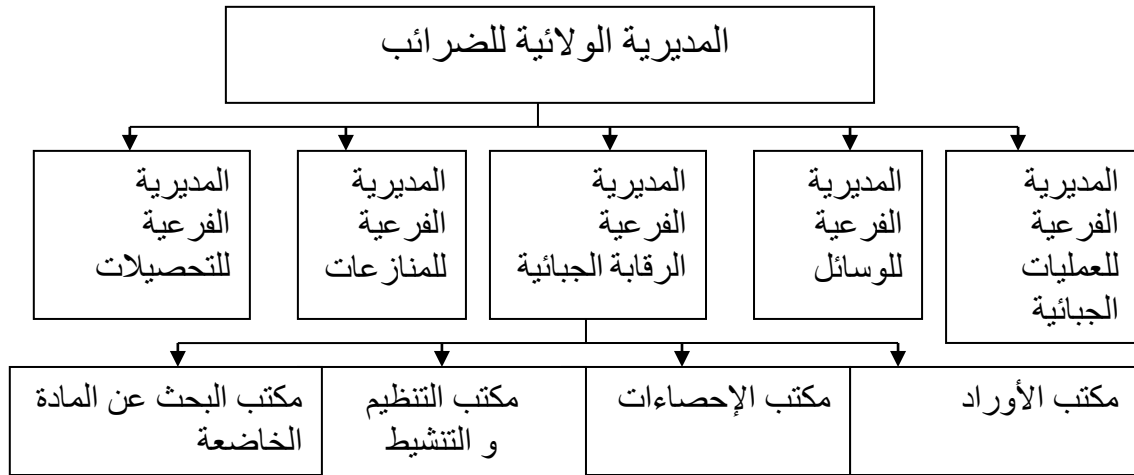 المديرية الولائية للضرائب
المديرية
الفرعية
للعمليات
الجبائية
المديرية
الفرعية
للوسائل
المديرية
الفرعية
الرقابة الجبائية
المديرية
الفرعية
للمنازعات
المديرية
الفرعية
للتحصيلات
مكتب الأوراد
مكتب الإحصاءات
مكتب التنظيم
و التنشيط
مكتب البحث عن المادة
الخاضعة